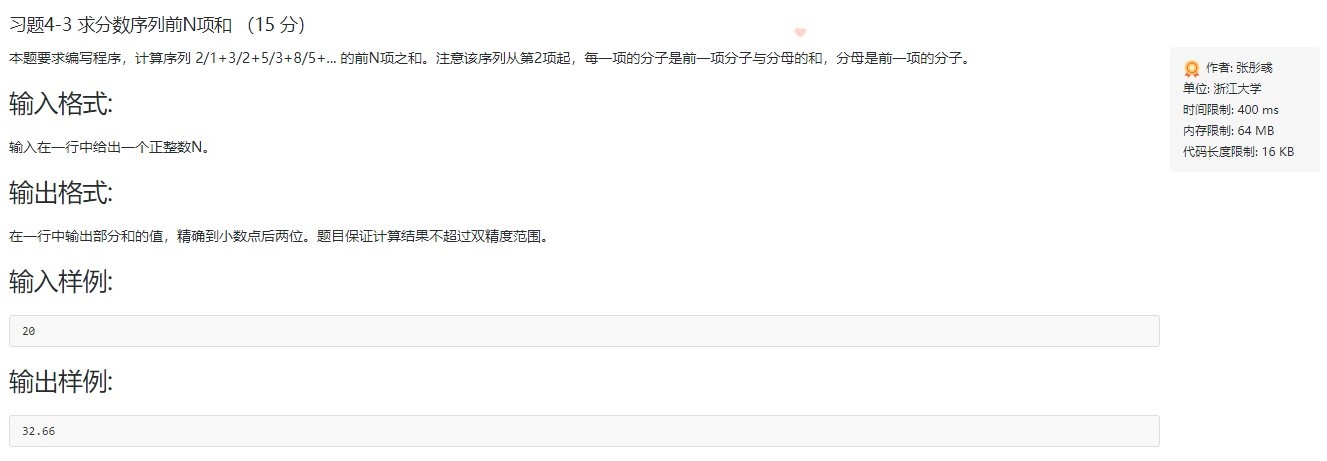 习题4-3 求分数序列前N项和 （15 分）
本题要求编写程序，计算序列 2/1+3/2+5/3+8/5+... 的前N项之和。注意该序列从第2项起，每一项的分子是前一项分子与分母的和，分母是前一项的分子。
作者: 张彤彧
单位: 浙江大学
时间限制: 400 ms
内存限制: 64 MB
代码长度限制: 16 KB
输入格式:
输入在一行中给出一个正整数N。
输出格式:
在一行中输出部分和的值，精确到小数点后两位。题目保证计算结果不超过双精度范围。
输入样例:
20
输出样例:
32.66